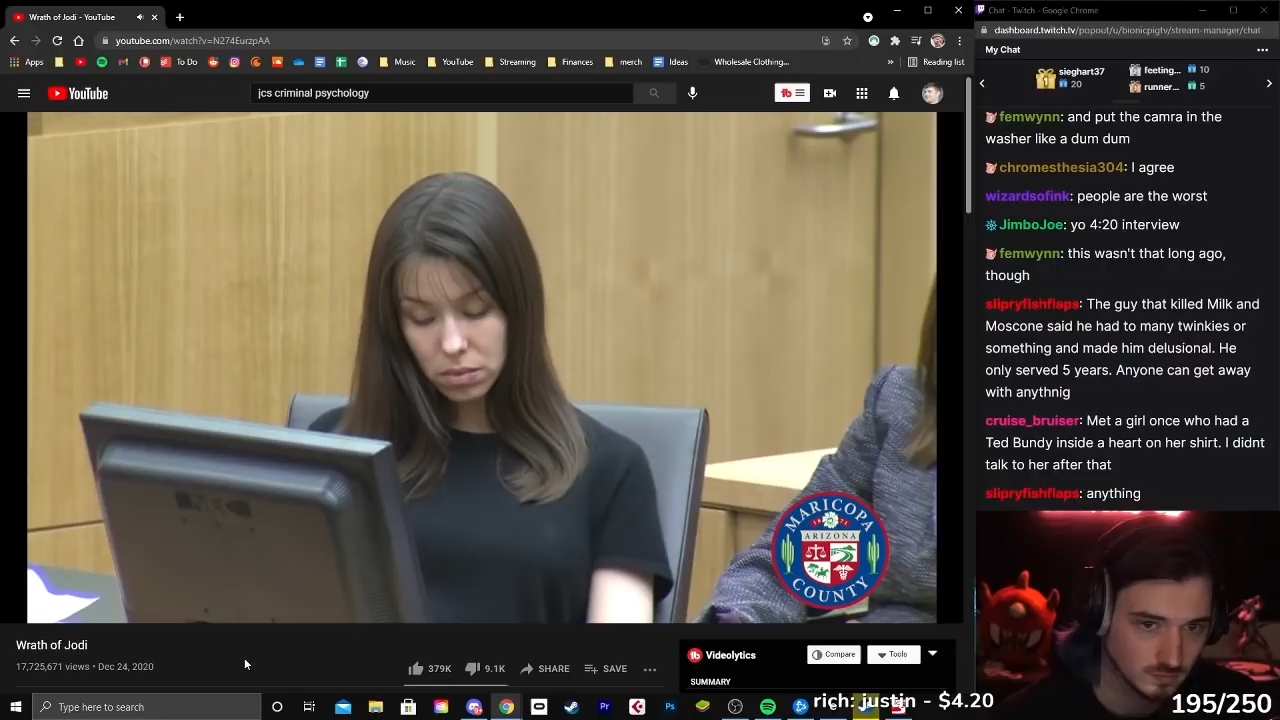 Wrath of Jodi - YouTube
youtube.com/watch?v=N274EurzpAA
Apps
To Do
Music
YouTube
Streaming
Finances
merch
Ideas
Wholesale Clothing...
Reading list
YouTube
jcs criminal psychology
MARICOPA
ARIZONA
COUNTY
Wrath of Jodi
17,725,671 views • Dec 24, 2020
379K
9.1K
SHARE
SAVE
Videolytics
Compare
Tools
SUMMARY
Type here to search
rich: justin - $4.20
195/250
Chat - Twitch - Google Chrome
dashboard.twitch.tv/popout/u/bionicpigtv/stream-manager/chat
My Chat
sieghart37
20
feeting...
10
runner...
5
femwynn: and put the camra in the
washer like a dum dum
chromesthesia304: I agree
wizardsofink: people are the worst
JimboJoe: yo 4:20 interview
femwynn: this wasn't that long ago,
though
slipryfishflaps: The guy that killed Milk and
Moscone said he had to many twinkies or
something and made him delusional. He
only served 5 years. Anyone can get away
with anythnig
cruise_bruiser: Met a girl once who had a
Ted Bundy inside a heart on her shirt. I didnt
talk to her after that
slipryfishflaps: anything